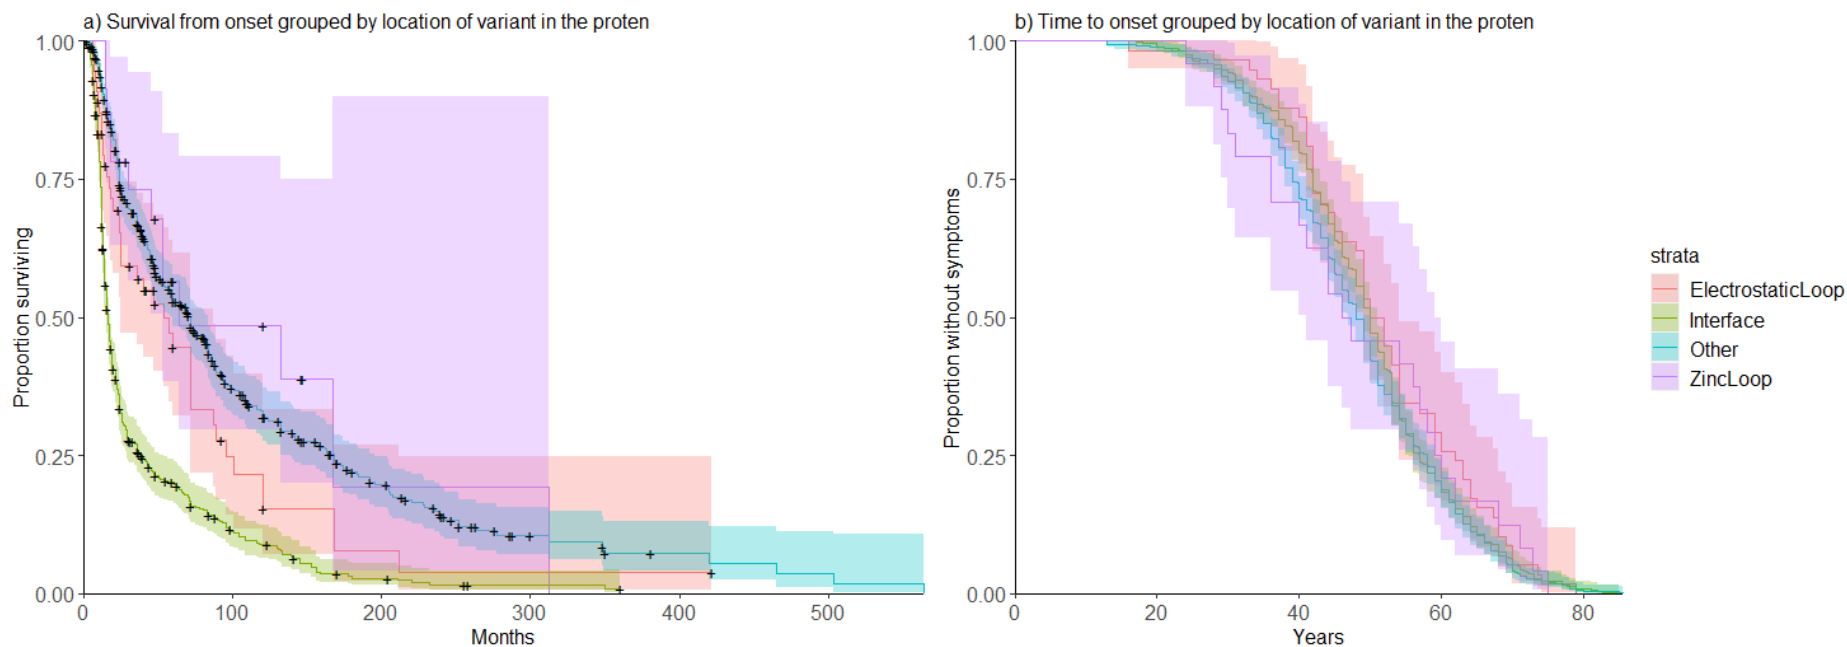 a) Survival from onset grouped by location of variant in the proten
1.00
0.75
0.50
0.25
0.00
Proportion surviving
0
100
200
300
400
500
Months
b) Time to onset grouped by location of variant in the proten
1.00
0.75
0.50
0.25
0.00
Proportion without symptoms
0
20
40
60
80
Years
strata
ElectrostaticLoop
Interface
Other
ZincLoop